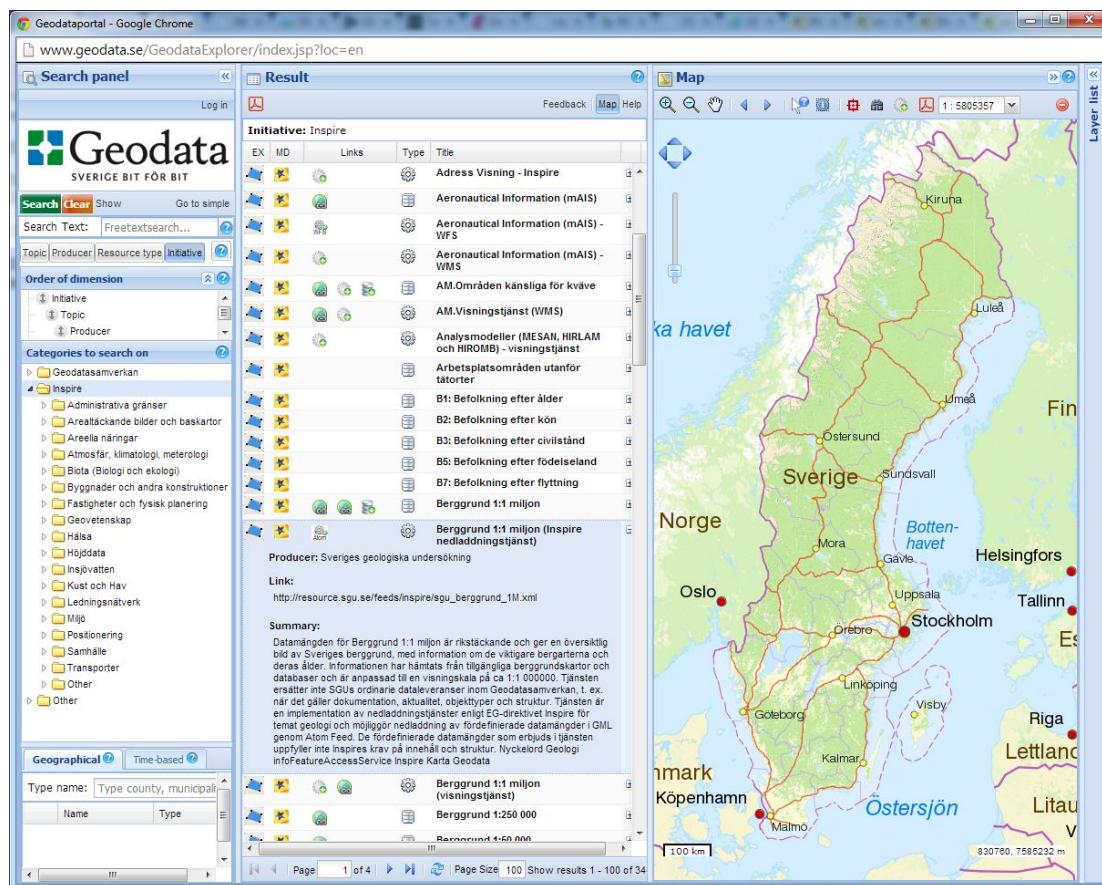 Geodataportal - Google Chrome
www.geodata.se/GeodataExplorer/index.jsp?loc=en
Search panel
Log in
Geodata
SVERIGE BIT FÖR BIT
Search Clear Show Go to simple
Search Text: Freetextsearch...
Topic Producer Resource type Initiative
Order of dimension
Initiative
Topic
Producer
Categories to search on
Geodatasamverkan
Inspire
Administrativa gränser
Arealtäckande bilder och baskartor
Areella näringar
Atmosfär, klimatologi, meterologi
Biota (Biologi och ekologi)
Byggnader och andra konstruktioner
Fastigheter och fysisk planering
Geovetenskap
Hälsa
Höjddata
Insjövatten
Kust och Hav
Ledningsnätverk
Miljö
Positionering
Samhälle
Transporter
Other
Other
Geographical Time-based
Type name: Type county, municipali
Name Type
Result
Feedback Map Help
Initiative: Inspire
EX MD Links Type Title
Adress Visning - Inspire
Aeronautical Information (mAIS)
Aeronautical Information (mAIS) -
WFS
WFS
Aeronautical Information (mAIS) -
WMS
AM.Områden känsliga för kväve
AM.Visningstjänst (WMS)
Analysmodeller (MESAN, HIRLAM
och HIROMB) - visningstjänst
Arbetsplatsområden utanför
tätorter
B1: Befolkning efter ålder
B2: Befolkning efter kön
B3: Befolkning efter civilstånd
B5: Befolkning efter födelseland
B7: Befolkning efter flyttning
Berggrund 1:1 miljon
Berggrund 1:1 miljon (Inspire
nedladdningstjänst)
Atom
Producer: Sveriges geologiska undersökning
Link:
http://resource.sgu.se/feeds/inspire/sgu_berggrund_1M.xml
Summary:
Datamängden för Berggrund 1:1 miljon är rikstäckande och ger en översiktlig
bild av Sveriges berggrund, med information om de viktigare bergarterna och
deras ålder. Informationen har hämtats från tillgängliga berggrundskartor och
databaser och är anpassad till en visningskala på ca 1:1 000000. Tjänsten
ersätter inte SGUs ordinarie dataleveranser inom Geodatasamverkan, t. ex.
när det gäller dokumentation, aktualitet, objekttyper och struktur. Tjänsten är
en implementation av nedladdningstjänster enligt EG-direktivet Inspire för
temat geologi och möjliggör nedladdning av fördefinierade datamängder i GML
genom Atom Feed. De fördefinierade datamängder som erbjuds i tjänsten
uppfyller inte Inspires krav på innehåll och struktur. Nyckelord Geologi
infoFeatureAccessService Inspire Karta Geodata
Berggrund 1:1 miljon
(visningstjänst)
Berggrund 1:250 000
Berggrund 1:50 000
Page 1 of 4 Page Size 100 Show results 1 - 100 of 34
Map
1 : 5805357
Layer list
Kiruna
Luleå
ka havet
Umeå
Fin
Östersund
Sverige
Sundsvall
Norge
Botten-
havet
Mora
Gävle
Helsingfors
Oslo
Uppsala
Tallinn
Stockholm
Örebro
Es
Linköping
Visby
Göteborg
Riga
Kalmar
Lettland
nmark
Köpenhamn
Östersjön
Litau
Malmö
V
100 km
830760, 7585232 m